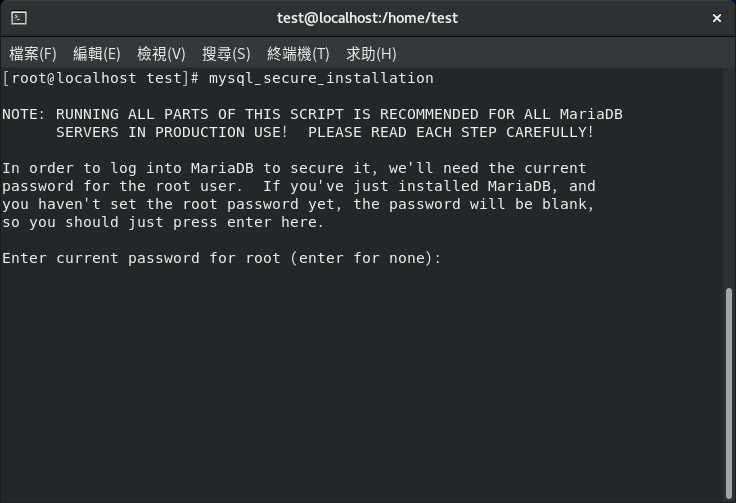 test@localhost:/home/test
檔案(F) 編輯(E) 檢視(V) 搜尋(S) 終端機(T) 求助(H)
[root@localhost test]# mysql_secure_installation
NOTE: RUNNING ALL PARTS OF THIS SCRIPT IS RECOMMENDED FOR ALL MariaDB
      SERVERS IN PRODUCTION USE!  PLEASE READ EACH STEP CAREFULLY!
In order to log into MariaDB to secure it, we'll need the current
password for the root user.  If you've just installed MariaDB, and
you haven't set the root password yet, the password will be blank,
so you should just press enter here.
Enter current password for root (enter for none):